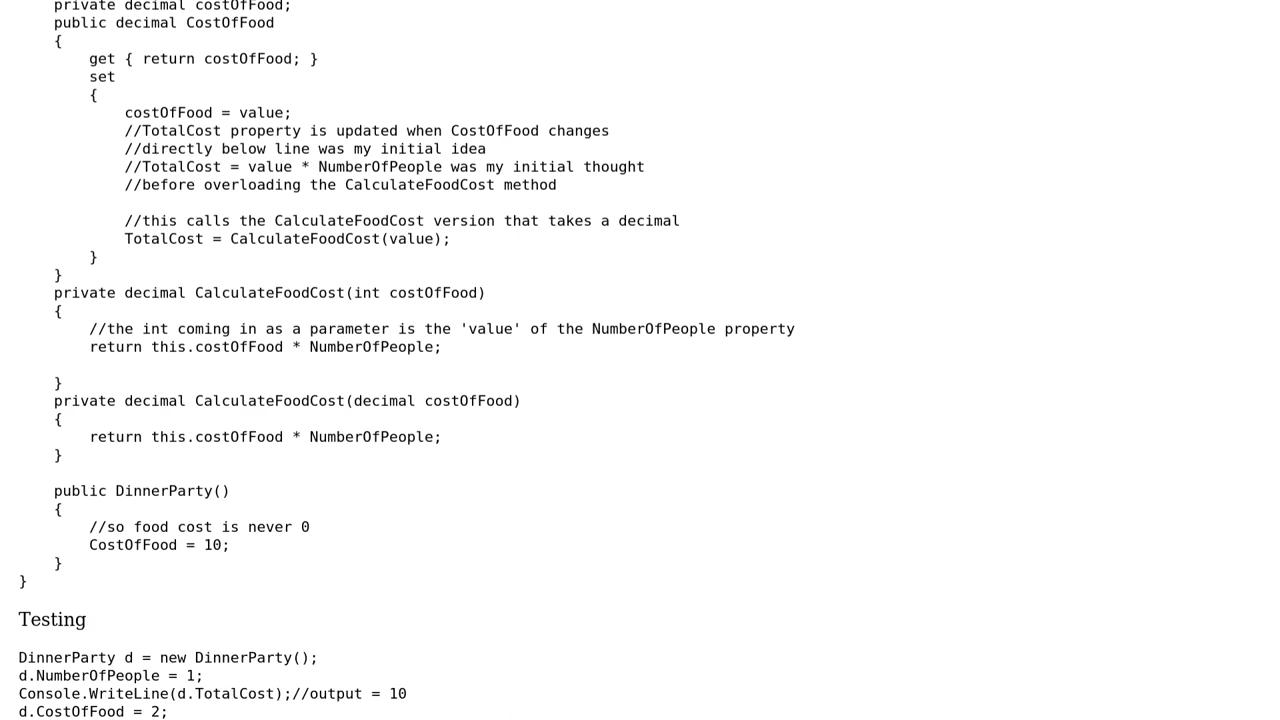 private decimal costOfFood;
public decimal CostOfFood
{
get { return costOfFood; }
set
{
costOfFood = value;
//TotalCost property is updated when CostOfFood changes
//directly below line was my initial idea
//TotalCost = value * NumberOfPeople was my initial thought
//before overloading the CalculateFoodCost method
//this calls the CalculateFoodCost version that takes a decimal
TotalCost = CalculateFoodCost(value);
}
}
private decimal CalculateFoodCost(int costOfFood)
{
//the int coming in as a parameter is the 'value' of the NumberOfPeople property
return this.costOfFood * NumberOfPeople;
}
private decimal CalculateFoodCost(decimal costOfFood)
{
return this.costOfFood * NumberOfPeople;
}
public DinnerParty()
{
//so food cost is never 0
CostOfFood = 10;
}
}
Testing
DinnerParty d = new DinnerParty();
d.NumberOfPeople = 1;
Console.WriteLine(d.TotalCost);//output = 10
d.CostOfFood = 2;